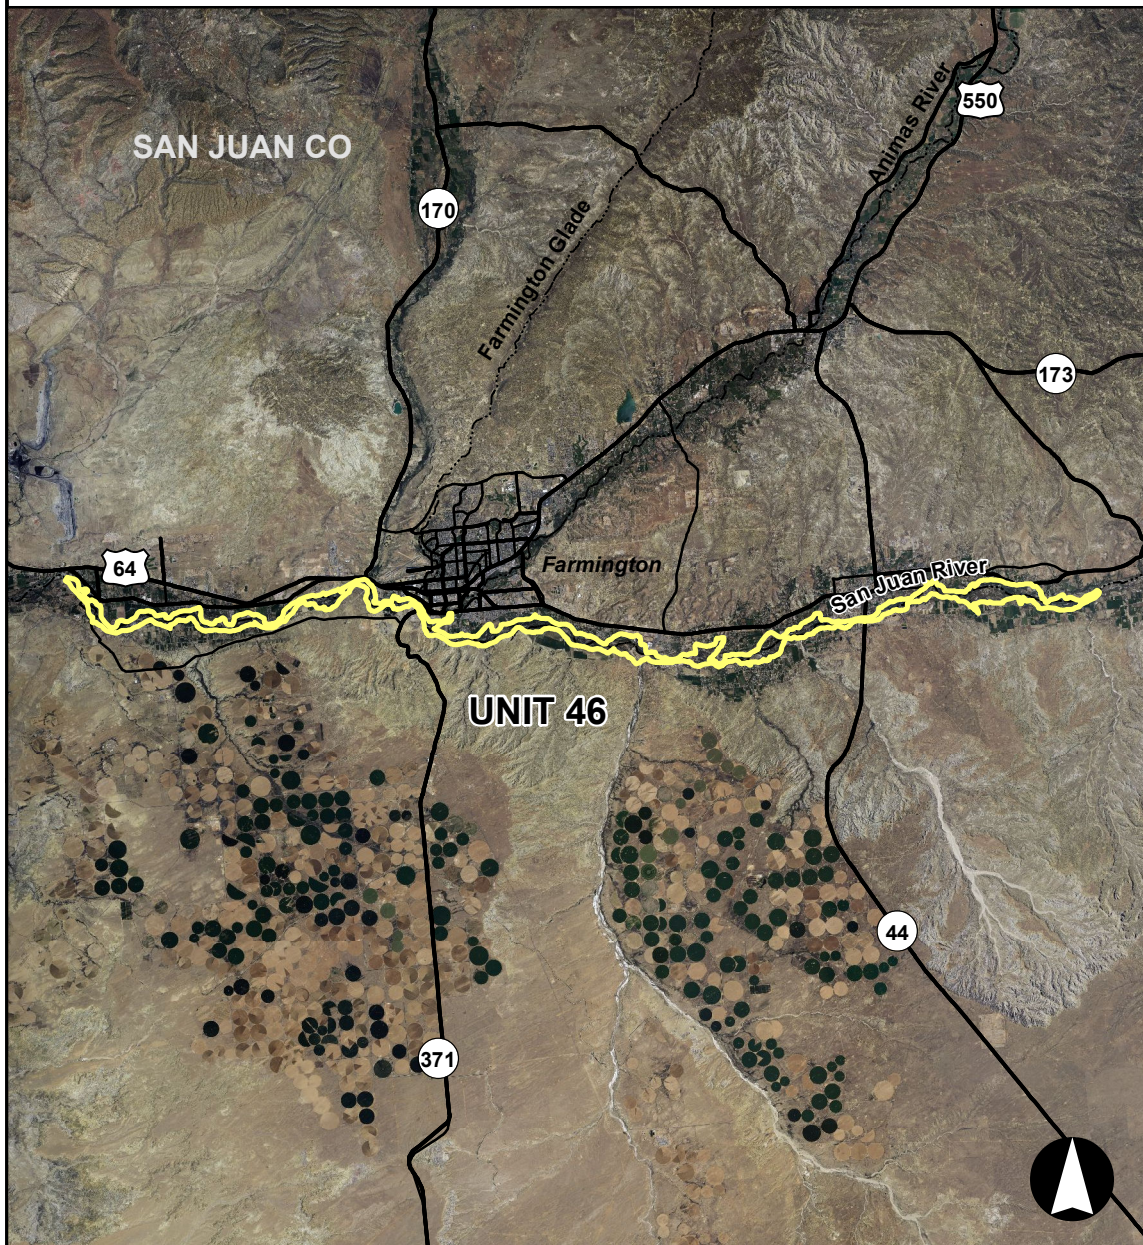 550
Animas River
SAN JUAN CO
170
Farmington Glade
173
64
Farmington
San Juan River
UNIT 46
44
371